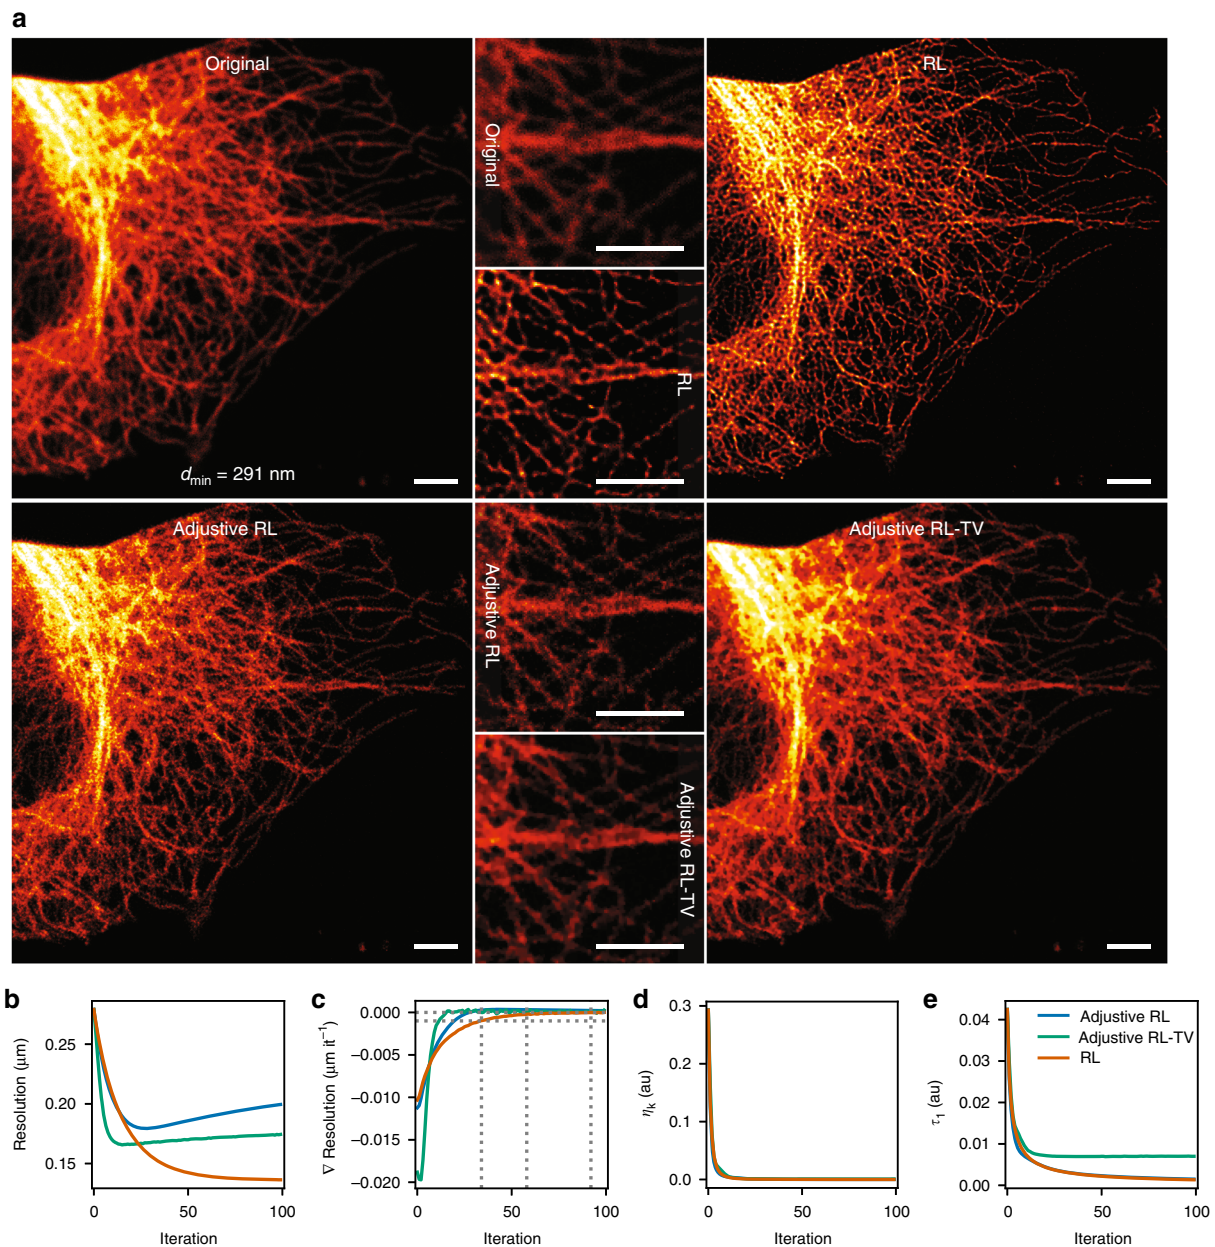 a
Original
Original
RL
RL
d_min = 291 nm
Adjustive RL
Adjustive RL
Adjustive RL-TV
Adjustive RL-TV
b
Resolution (μm)
0.25
0.20
0.15
0
50
100
Iteration
c
∇ Resolution (μm it⁻¹)
0.000
−0.005
−0.010
−0.015
−0.020
0
50
100
Iteration
d
η_k (au)
0.3
0.2
0.1
0.0
0
50
100
Iteration
e
τ_1 (au)
0.04
0.03
0.02
0.01
0.00
Adjustive RL
Adjustive RL-TV
RL
0
50
100
Iteration